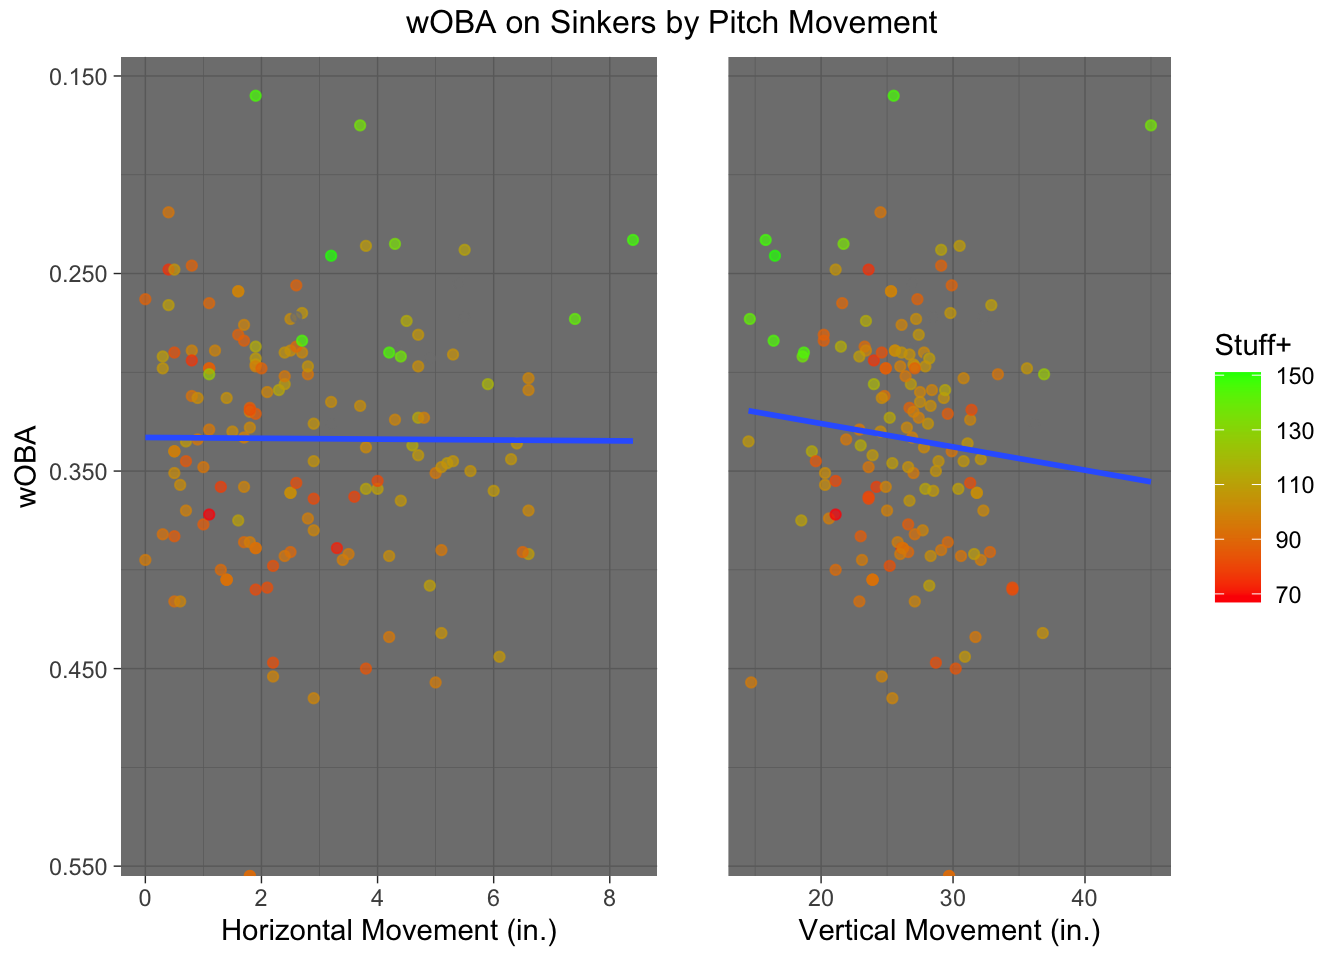 wOBA on Sinkers by Pitch Movement
wOBA
0.150
0.250
0.350
0.450
0.550
0 2 4 6 8
Horizontal Movement (in.)
20 30 40
Vertical Movement (in.)
Stuff+
150
130
110
90
70